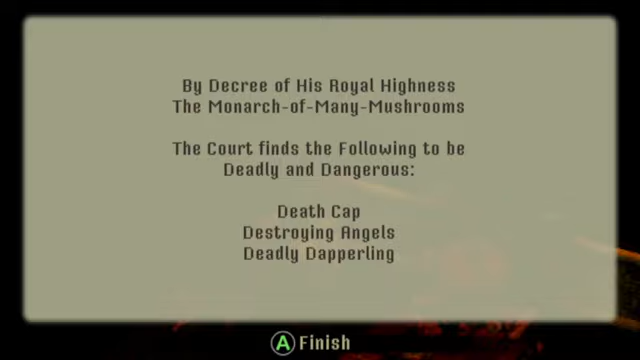 By Decree of His Royal Highness
The Monarch-of-Many-Mushrooms
The Court finds the Following to be
Deadly and Dangerous:
Death Cap
Destroying Angels
Deadly Dapperling
A Finish